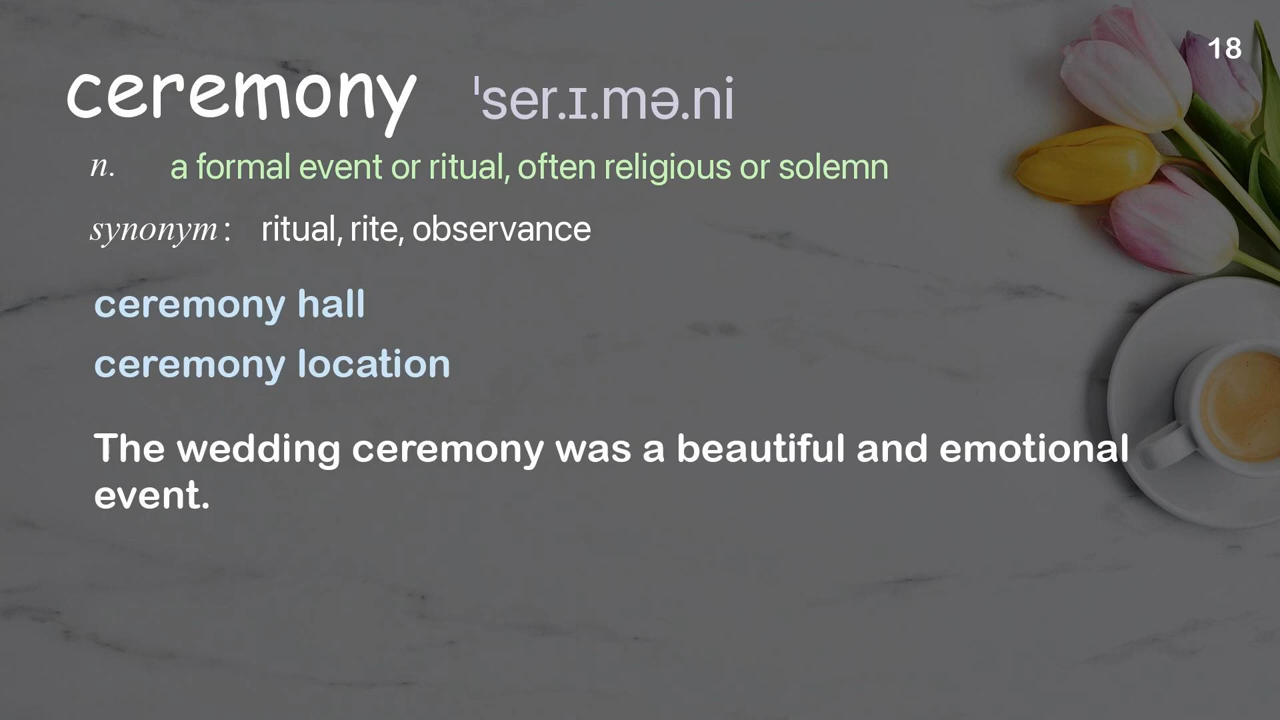 18
ceremony ˈser.ɪ.mə.ni
n. a formal event or ritual, often religious or solemn
synonym: ritual, rite, observance
ceremony hall
ceremony location
The wedding ceremony was a beautiful and emotional
event.